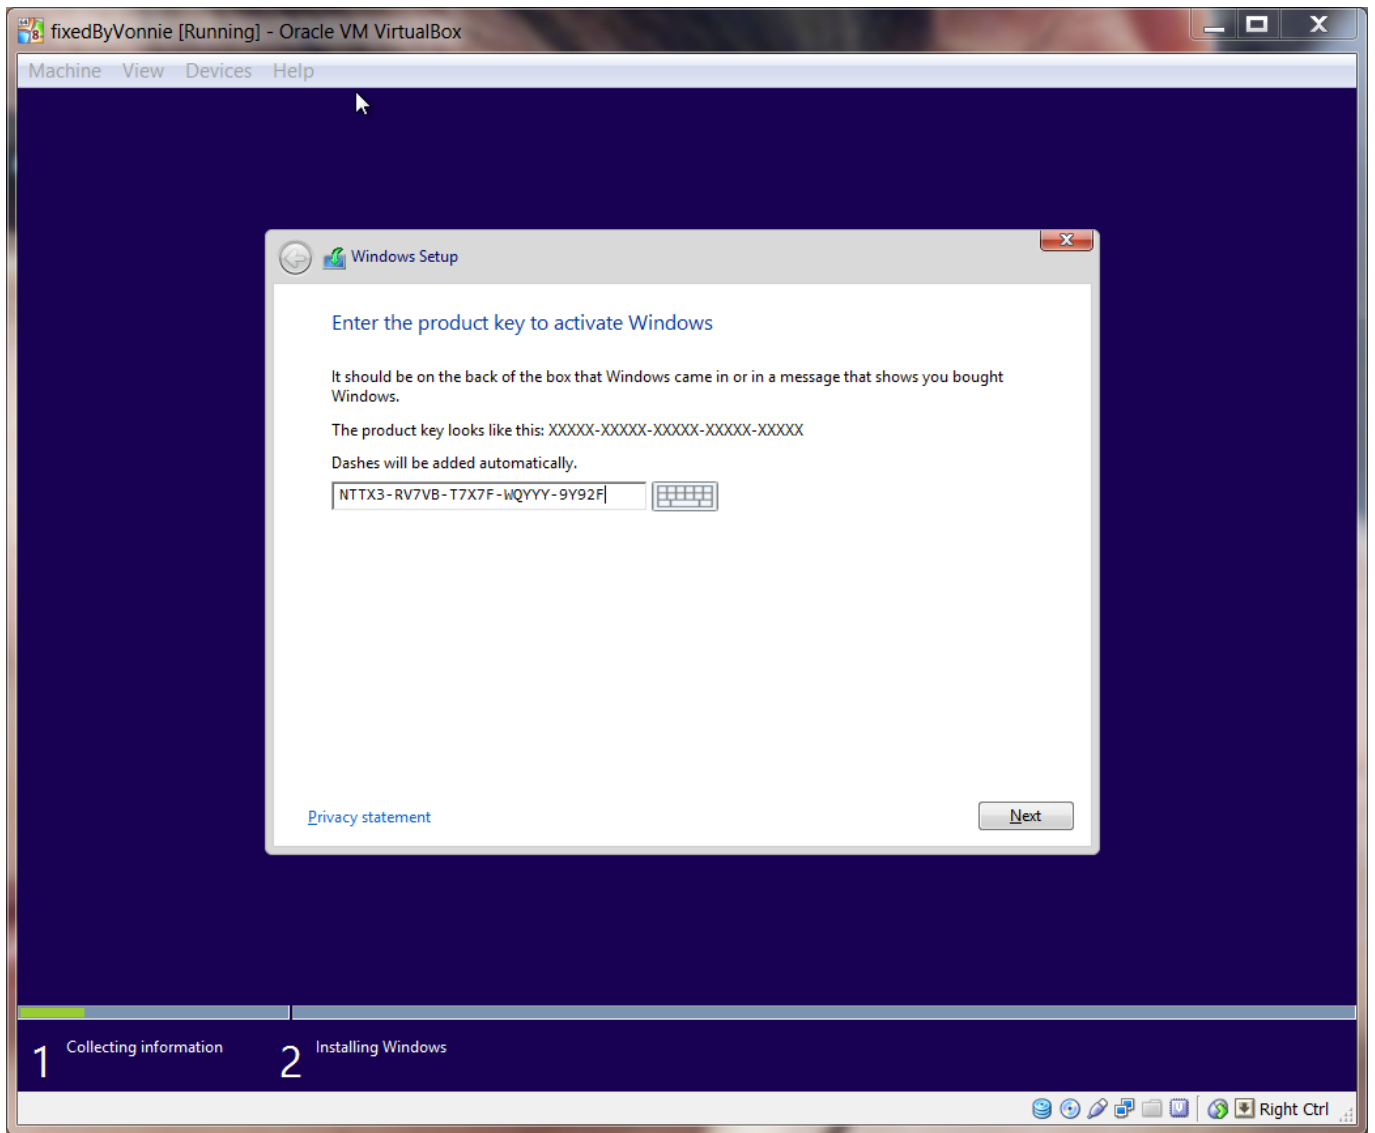 fixedByVonnie [Running] - Oracle VM VirtualBox
Machine View Devices Help
Windows Setup
Enter the product key to activate Windows
It should be on the back of the box that Windows came in or in a message that shows you bought
Windows.
The product key looks like this: XXXXX-XXXXX-XXXXX-XXXXX-XXXXX
Dashes will be added automatically.
NTTX3-RV7VB-T7X7F-WQYYY-9Y92F
Privacy statement
Next
1 Collecting information
2 Installing Windows
Right Ctrl